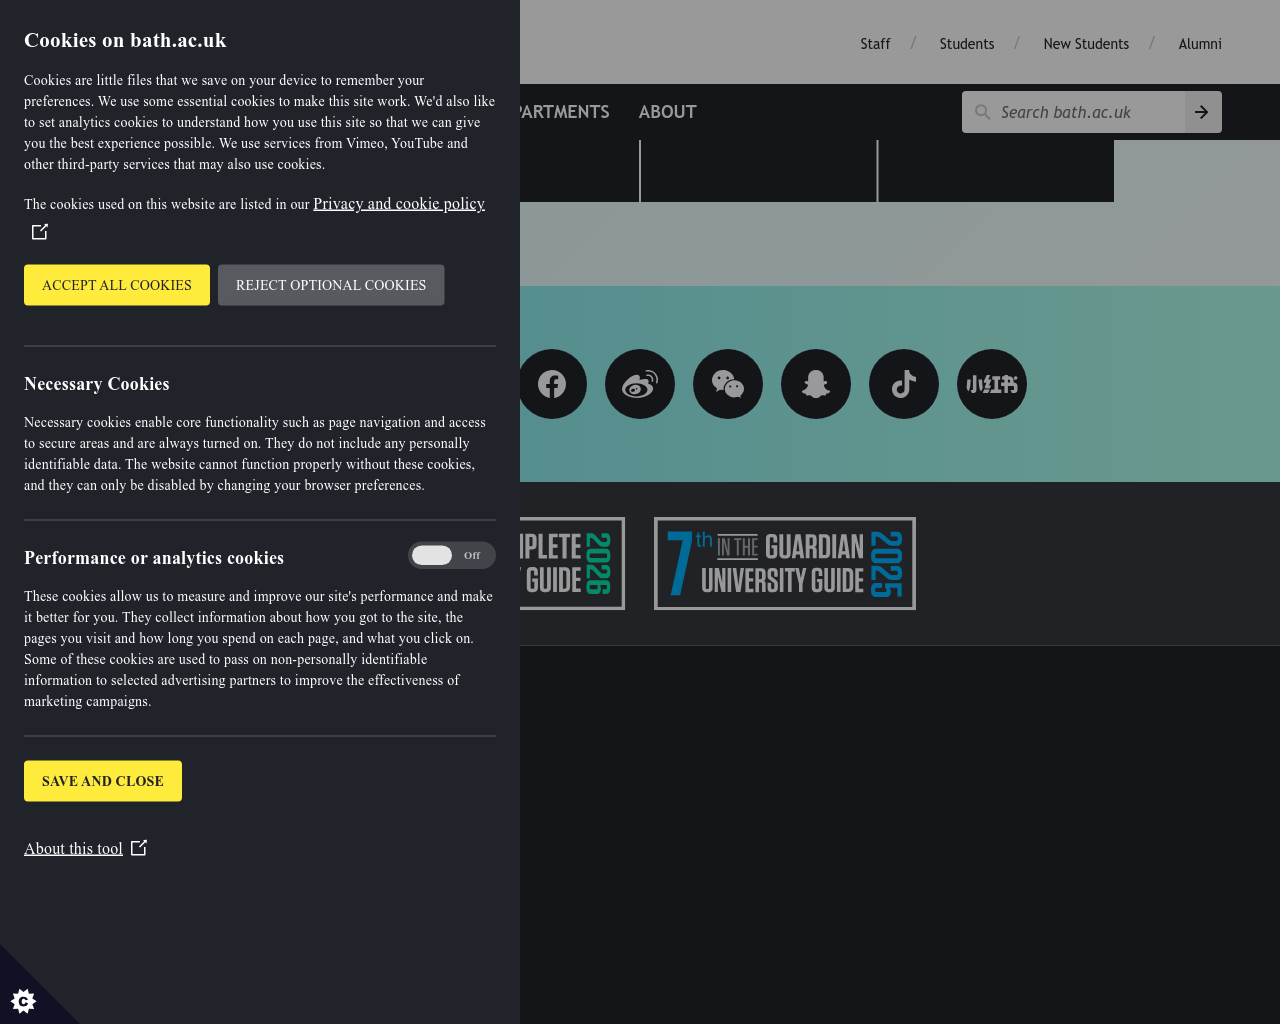 Cookies on bath.ac.uk
Cookies are little files that we save on your device to remember your
preferences. We use some essential cookies to make this site work. We'd also like
to set analytics cookies to understand how you use this site so that we can give
you the best experience possible. We use services from Vimeo, YouTube and
other third-party services that may also use cookies.
The cookies used on this website are listed in our Privacy and cookie policy
ACCEPT ALL COOKIES
REJECT OPTIONAL COOKIES
Necessary Cookies
Necessary cookies enable core functionality such as page navigation and access
to secure areas and are always turned on. They do not include any personally
identifiable data. The website cannot function properly without these cookies,
and they can only be disabled by changing your browser preferences.
Performance or analytics cookies
Off
These cookies allow us to measure and improve our site's performance and make
it better for you. They collect information about how you got to the site, the
pages you visit and how long you spend on each page, and what you click on.
Some of these cookies are used to pass on non-personally identifiable
information to selected advertising partners to improve the effectiveness of
marketing campaigns.
SAVE AND CLOSE
About this tool
Staff / Students / New Students / Alumni
PARTMENTS
ABOUT
Search bath.ac.uk
小红书
MPLETE
Y GUIDE
2026
7th IN THE GUARDIAN
UNIVERSITY GUIDE
2025